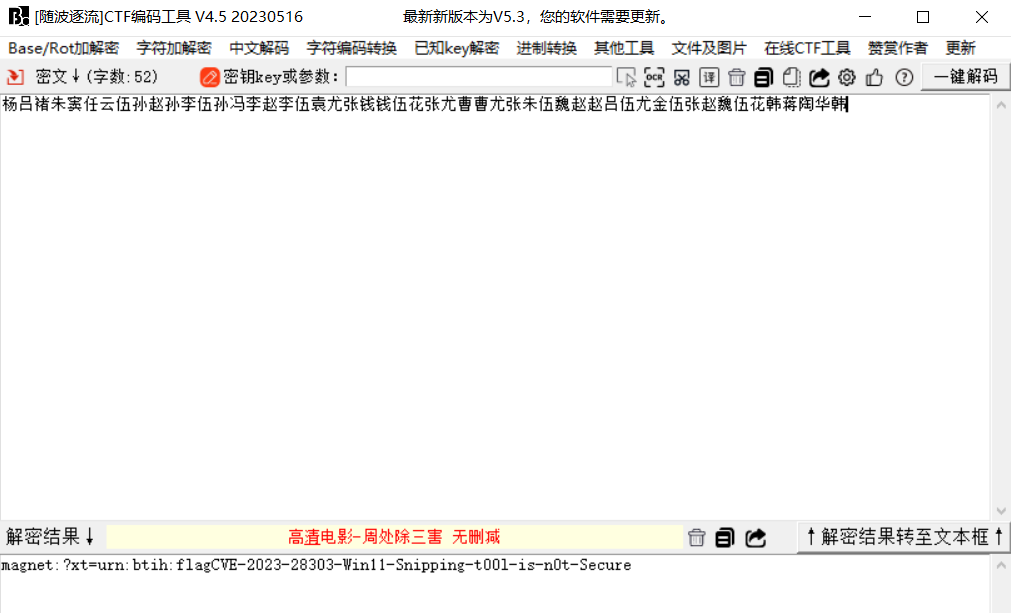 [随波逐流]CTF编码工具 V4.5 20230516 最新新版本为V5.3，您的软件需要更新。
Base/Rot加解密 字符加解密 中文解码 字符编码转换 已知key解密 进制转换 其他工具 文件及图片 在线CTF工具 赞赏作者 更新
密文↓(字数:52) 密钥key或参数: OCR 译 一键解码
杨吕褚朱窦任云伍孙赵孙李伍孙冯李赵李伍袁尤张钱钱伍花张尤曹曹尤张朱伍魏赵赵吕伍尤金伍张赵魏伍花韩蒋陶华韩
解密结果↓ 高清电影-周处除三害 无删减 ↑解密结果转至文本框↑
magnet:?xt=urn:btih:flagCVE-2023-28303-Win11-Snipping-t00l-is-n0t-Secure